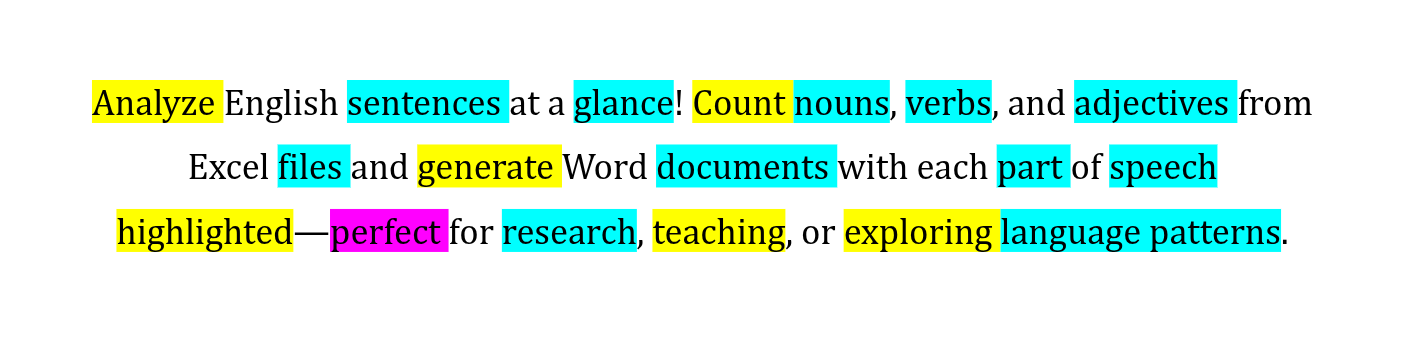 Analyze English sentences at a glance! Count nouns, verbs, and adjectives from
Excel files and generate Word documents with each part of speech
highlighted—perfect for research, teaching, or exploring language patterns.